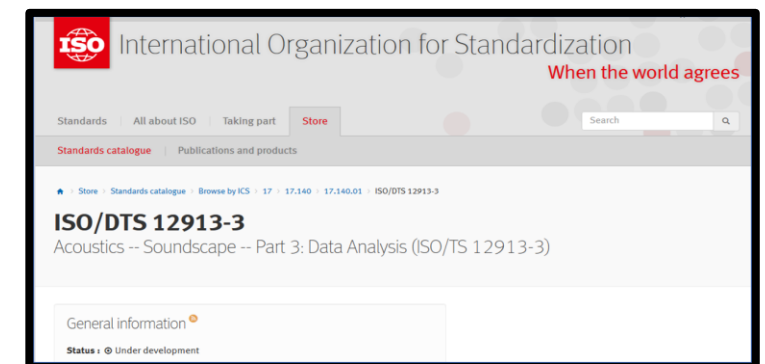 ISO International Organization for Standardization
When the world agrees
Standards All about ISO Taking part Store Search
Standards catalogue Publications and products
> Store > Standards catalogue > Browse by ICS > 17 > 17.140 > 17.140.01 > ISO/DTS 12913-3
ISO/DTS 12913-3
Acoustics -- Soundscape -- Part 3: Data Analysis (ISO/TS 12913-3)
General information
Status : Under development